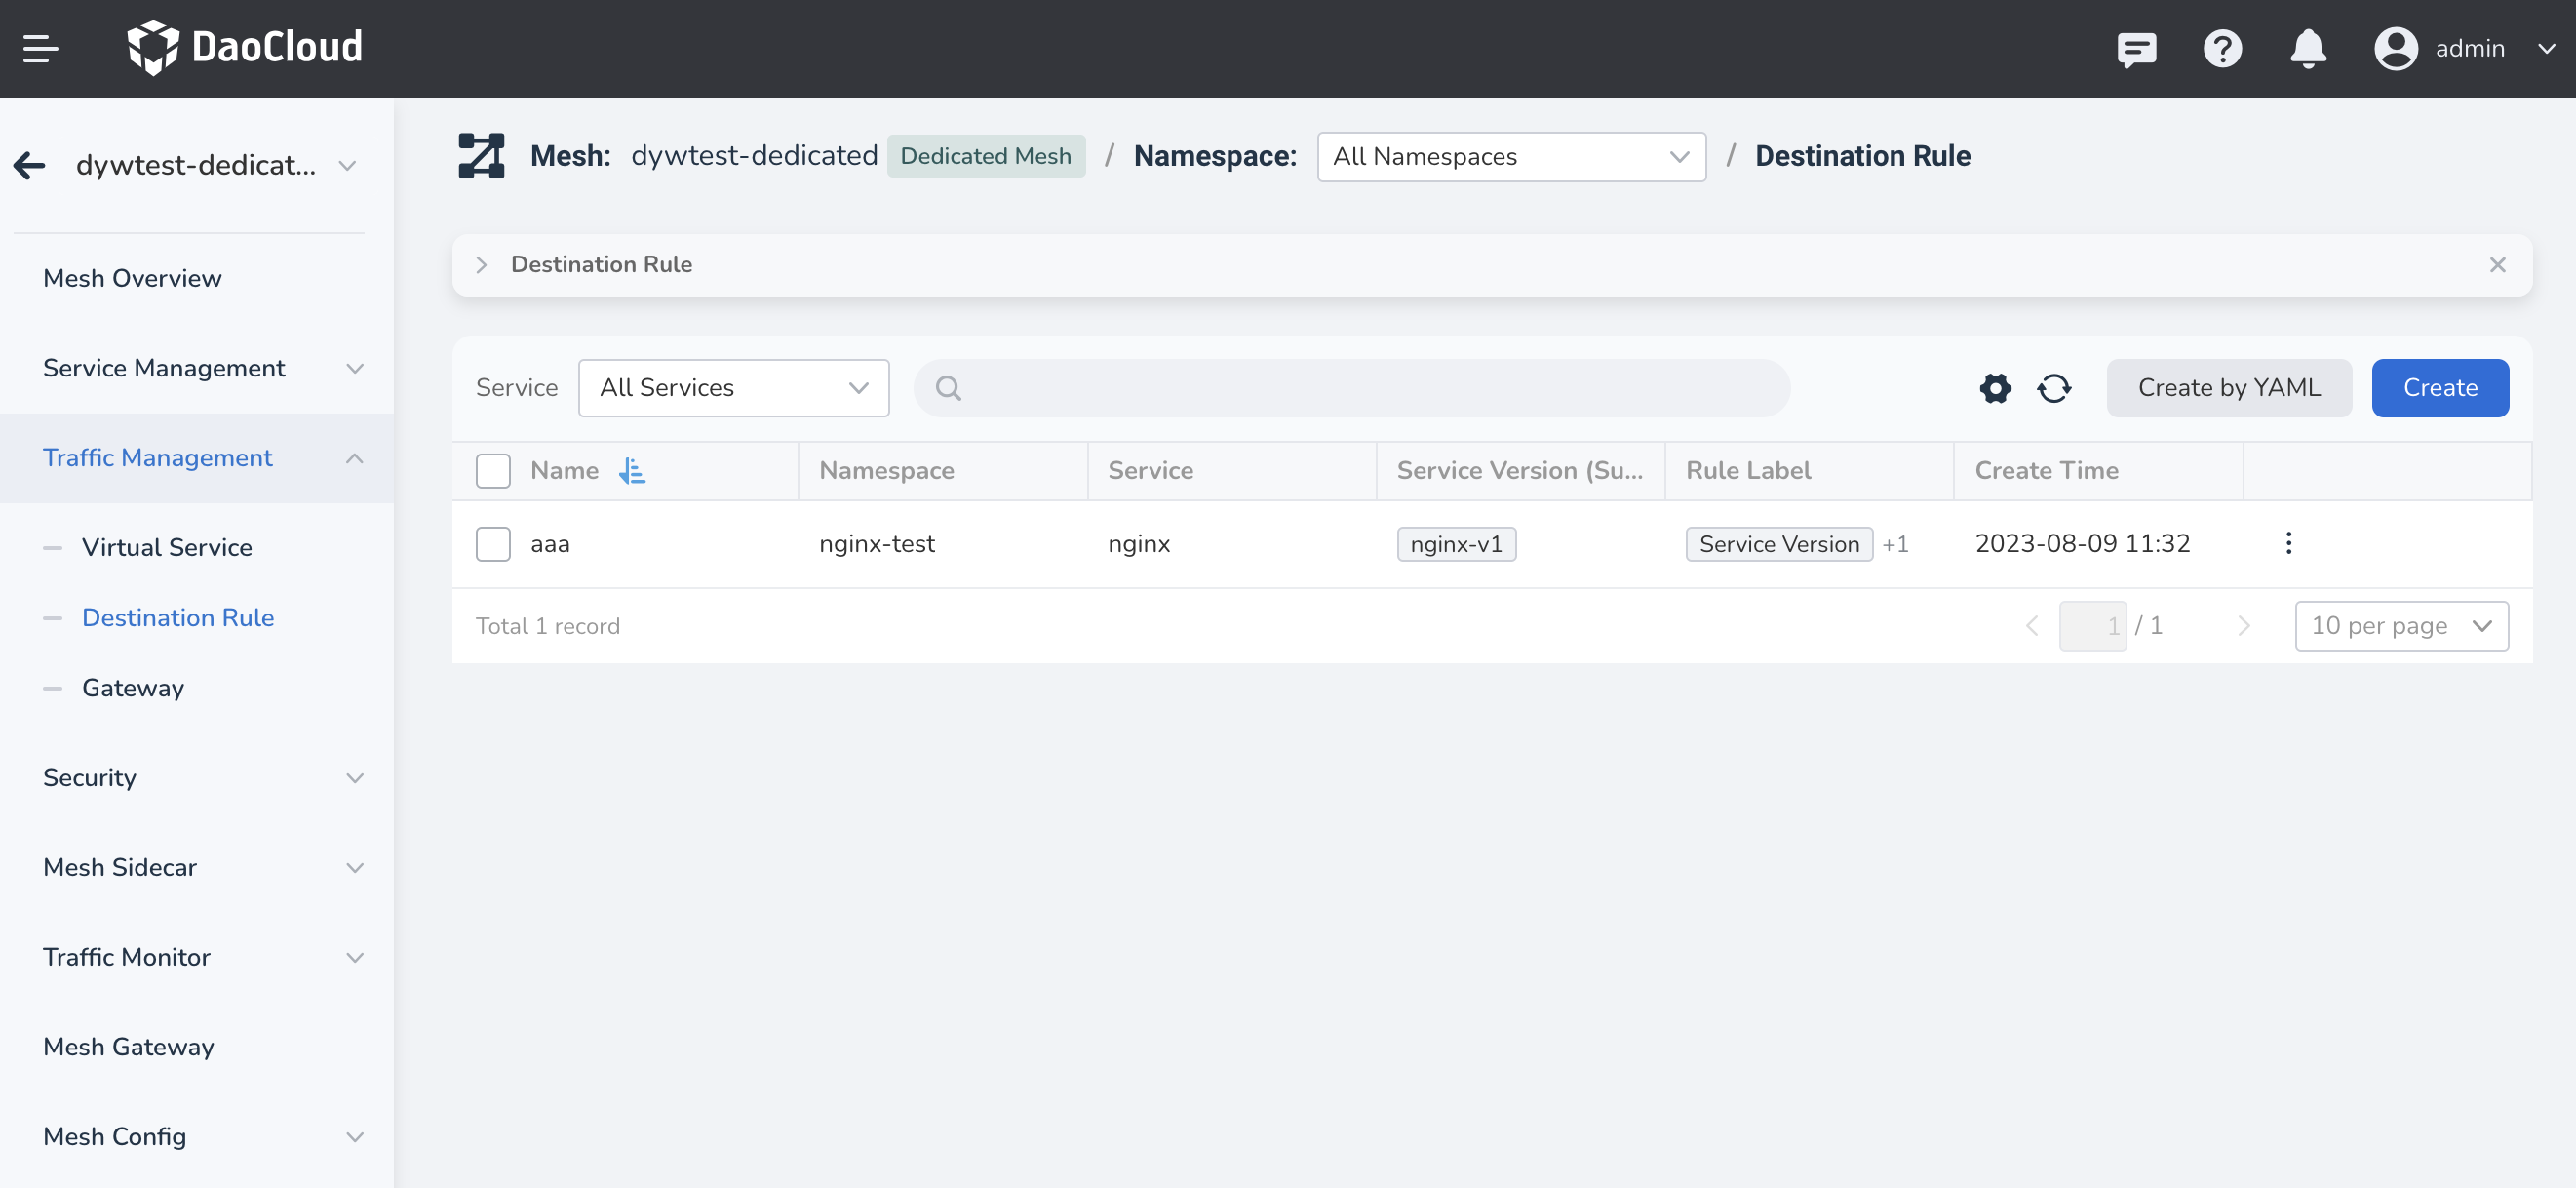 DaoCloud
admin
dywtest-dedicat...
Mesh: dywtest-dedicated Dedicated Mesh / Namespace: All Namespaces / Destination Rule
Mesh Overview
Service Management
Traffic Management
Virtual Service
Destination Rule
Gateway
Security
Mesh Sidecar
Traffic Monitor
Mesh Gateway
Mesh Config
Destination Rule
Service All Services Create by YAML Create
Name Namespace Service Service Version (Su... Rule Label Create Time
aaa nginx-test nginx nginx-v1 Service Version +1 2023-08-09 11:32
Total 1 record 1 / 1 10 per page